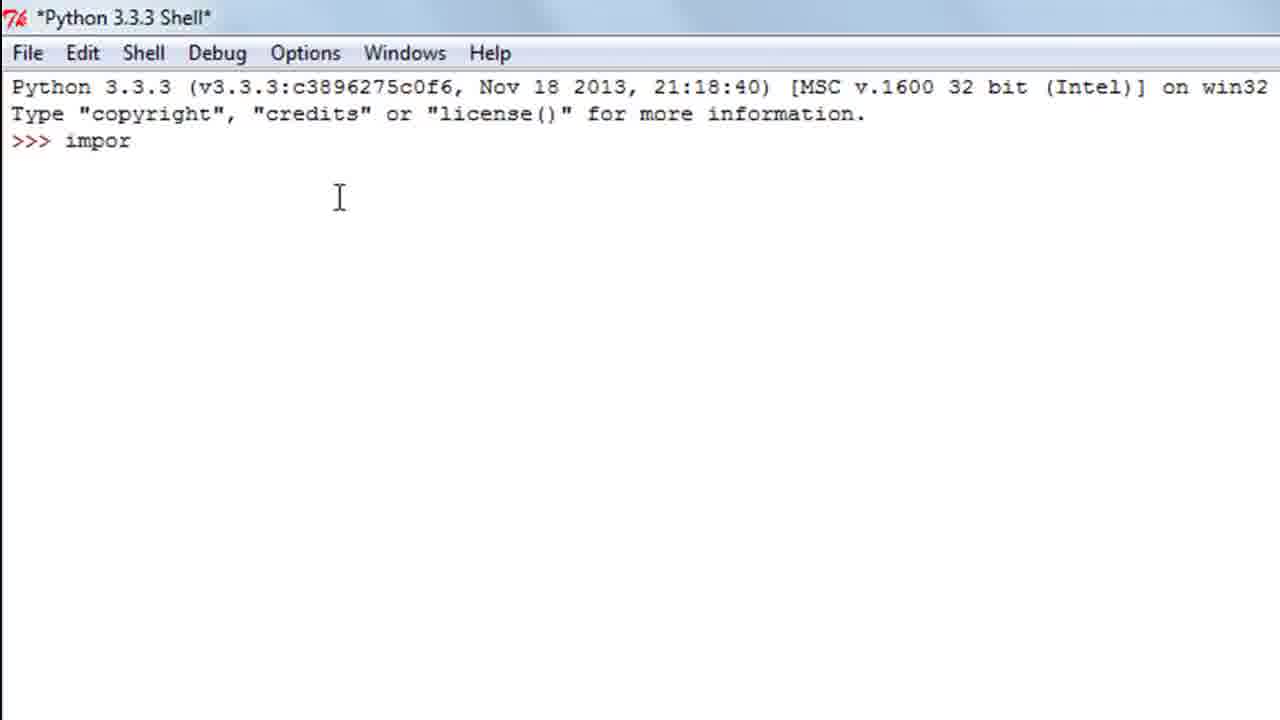 *Python 3.3.3 Shell*
File Edit Shell Debug Options Windows Help
Python 3.3.3 (v3.3.3:c3896275c0f6, Nov 18 2013, 21:18:40) [MSC v.1600 32 bit (Intel)] on win32
Type "copyright", "credits" or "license()" for more information.
>>> impor